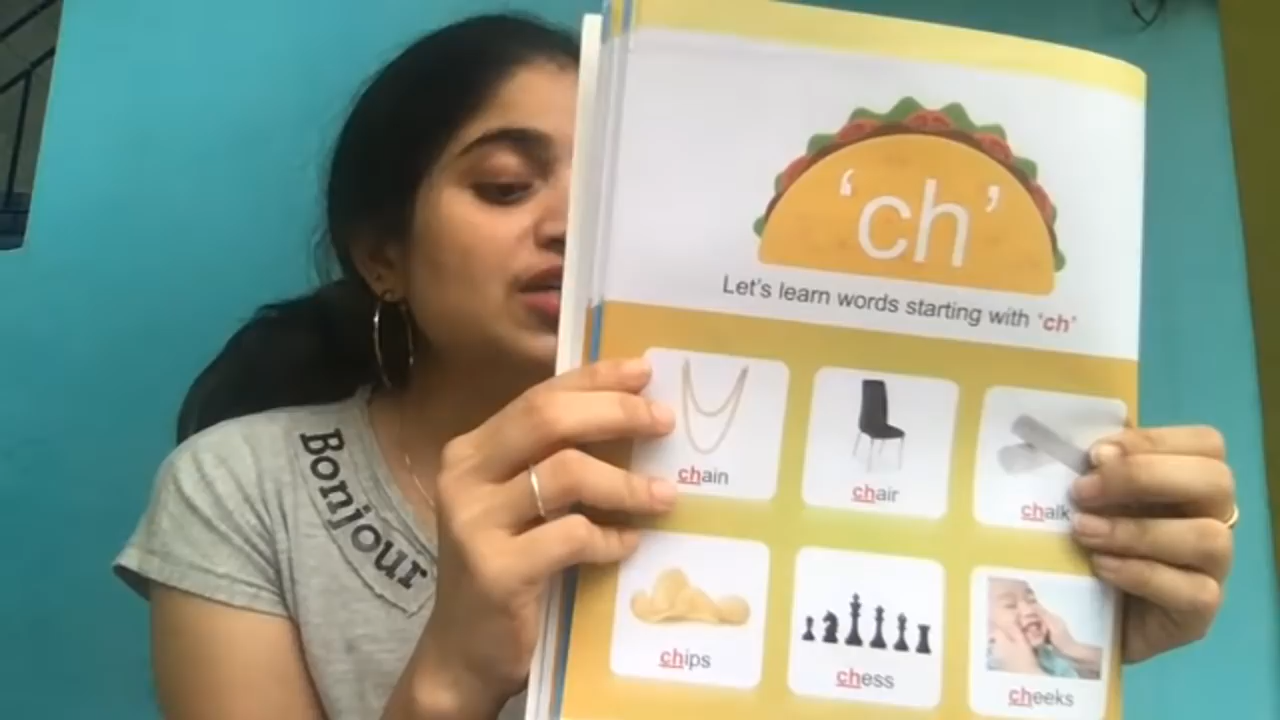 Bonjour
'ch'
Let's learn words starting with 'ch'
chain
chair
chalk
chips
chess
cheeks